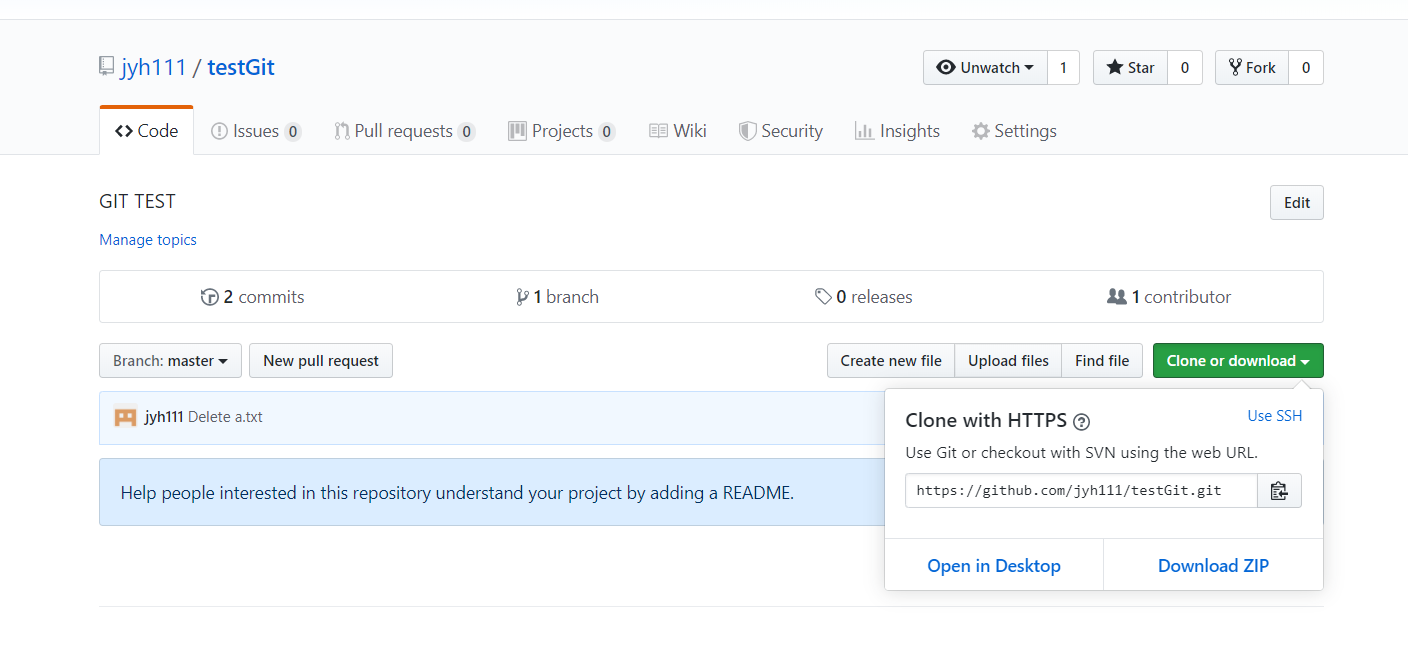 jyh111 / testGit
Unwatch 1 Star 0 Fork 0
Code Issues 0 Pull requests 0 Projects 0 Wiki Security Insights Settings
GIT TEST
Edit
Manage topics
2 commits 1 branch 0 releases 1 contributor
Branch: master New pull request Create new file Upload files Find file Clone or download
jyh111 Delete a.txt
Help people interested in this repository understand your project by adding a README.
Clone with HTTPS Use SSH
Use Git or checkout with SVN using the web URL.
https://github.com/jyh111/testGit.git
Open in Desktop Download ZIP